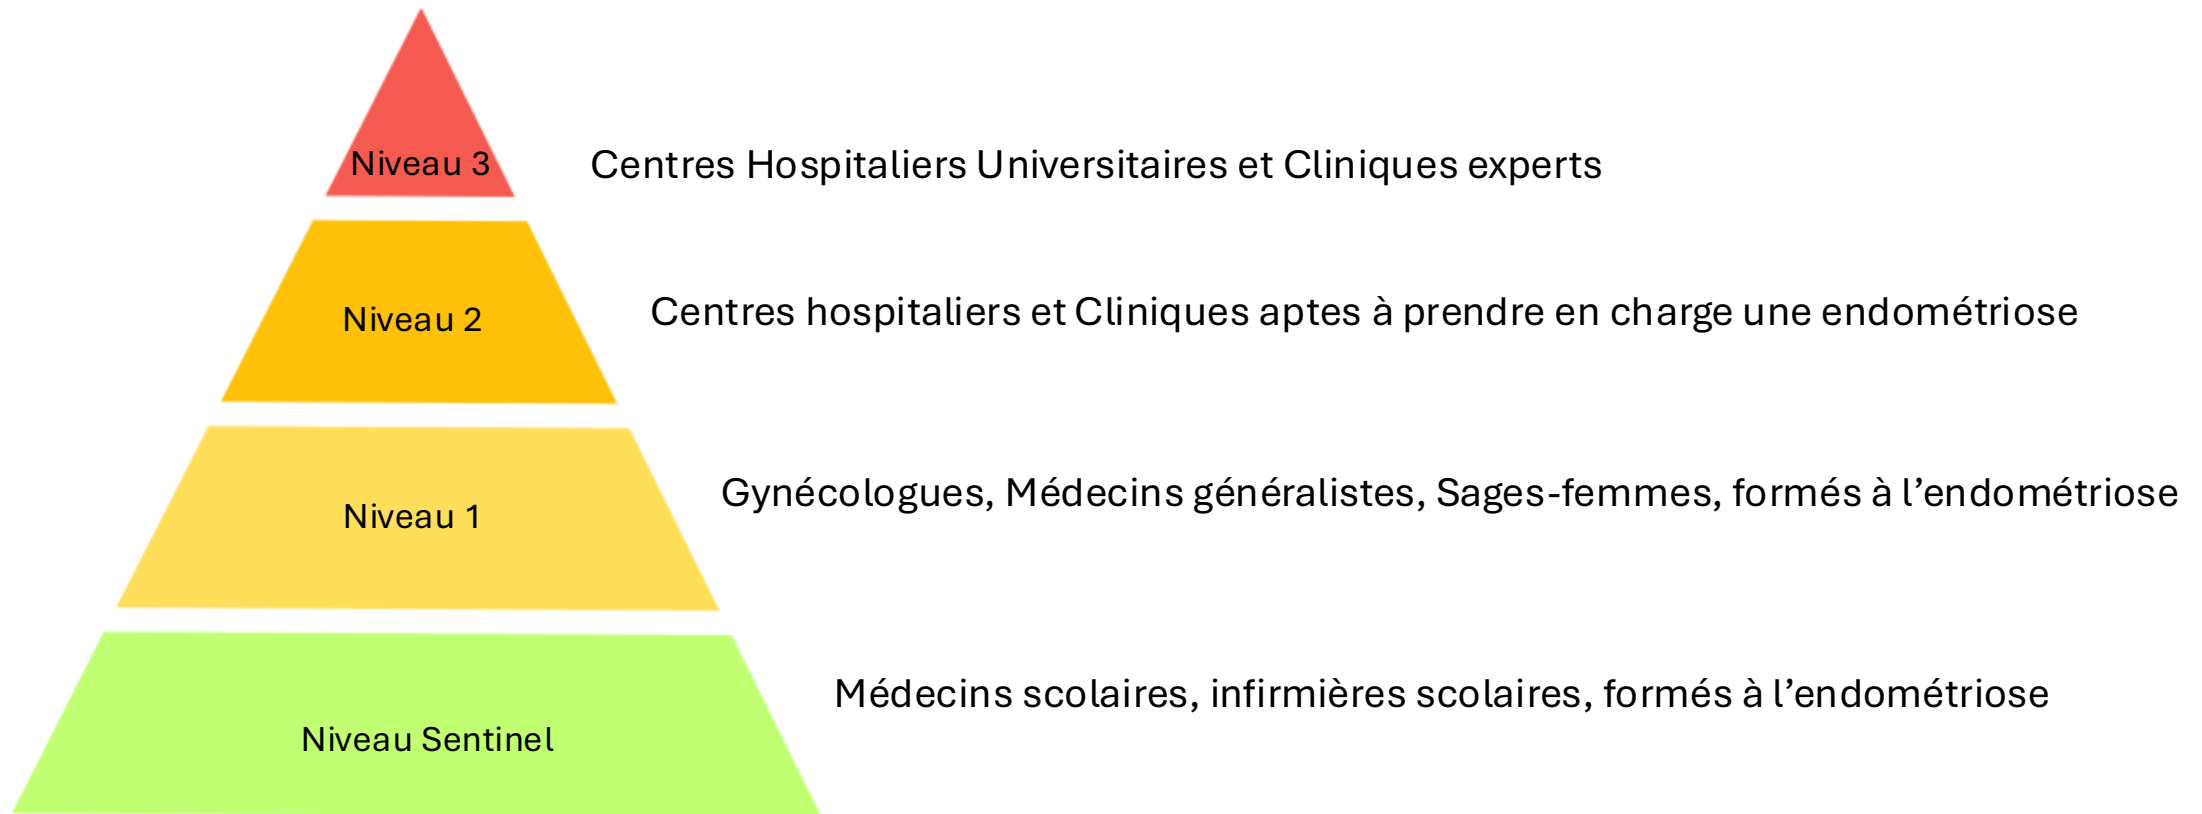 Niveau 3
Centres Hospitaliers Universitaires et Cliniques experts
Niveau 2
Centres hospitaliers et Cliniques aptes à prendre en charge une endométriose
Niveau 1
Gynécologues, Médecins généralistes, Sages-femmes, formés à l’endométriose
Niveau Sentinel
Médecins scolaires, infirmières scolaires, formés à l’endométriose